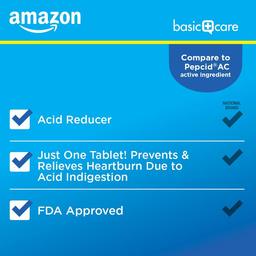 amazon
basic care
Compare to
Pepcid® AC
active ingredient
NATIONAL
BRAND
Acid Reducer
Just One Tablet! Prevents &
Relieves Heartburn Due to
Acid Indigestion
FDA Approved